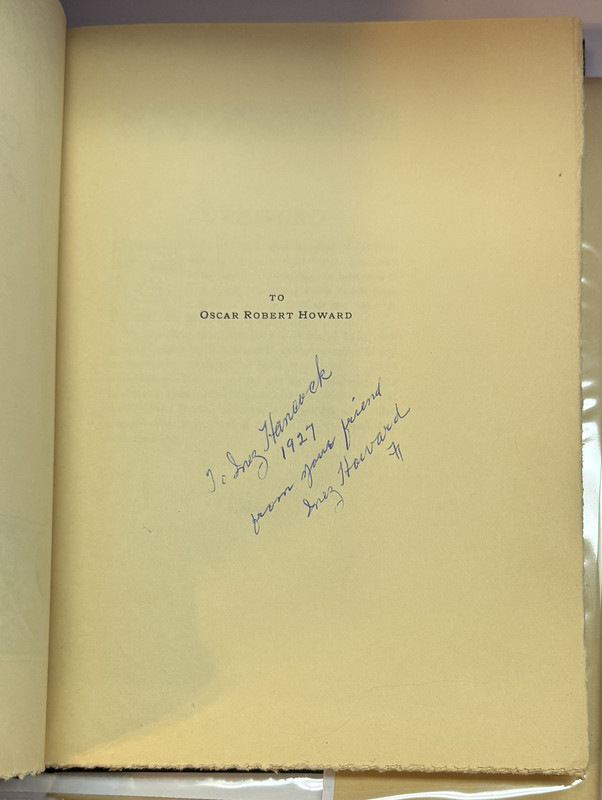 TO
OSCAR ROBERT HOWARD
To Inez Hancock
1927
from your friend
Inez Howard